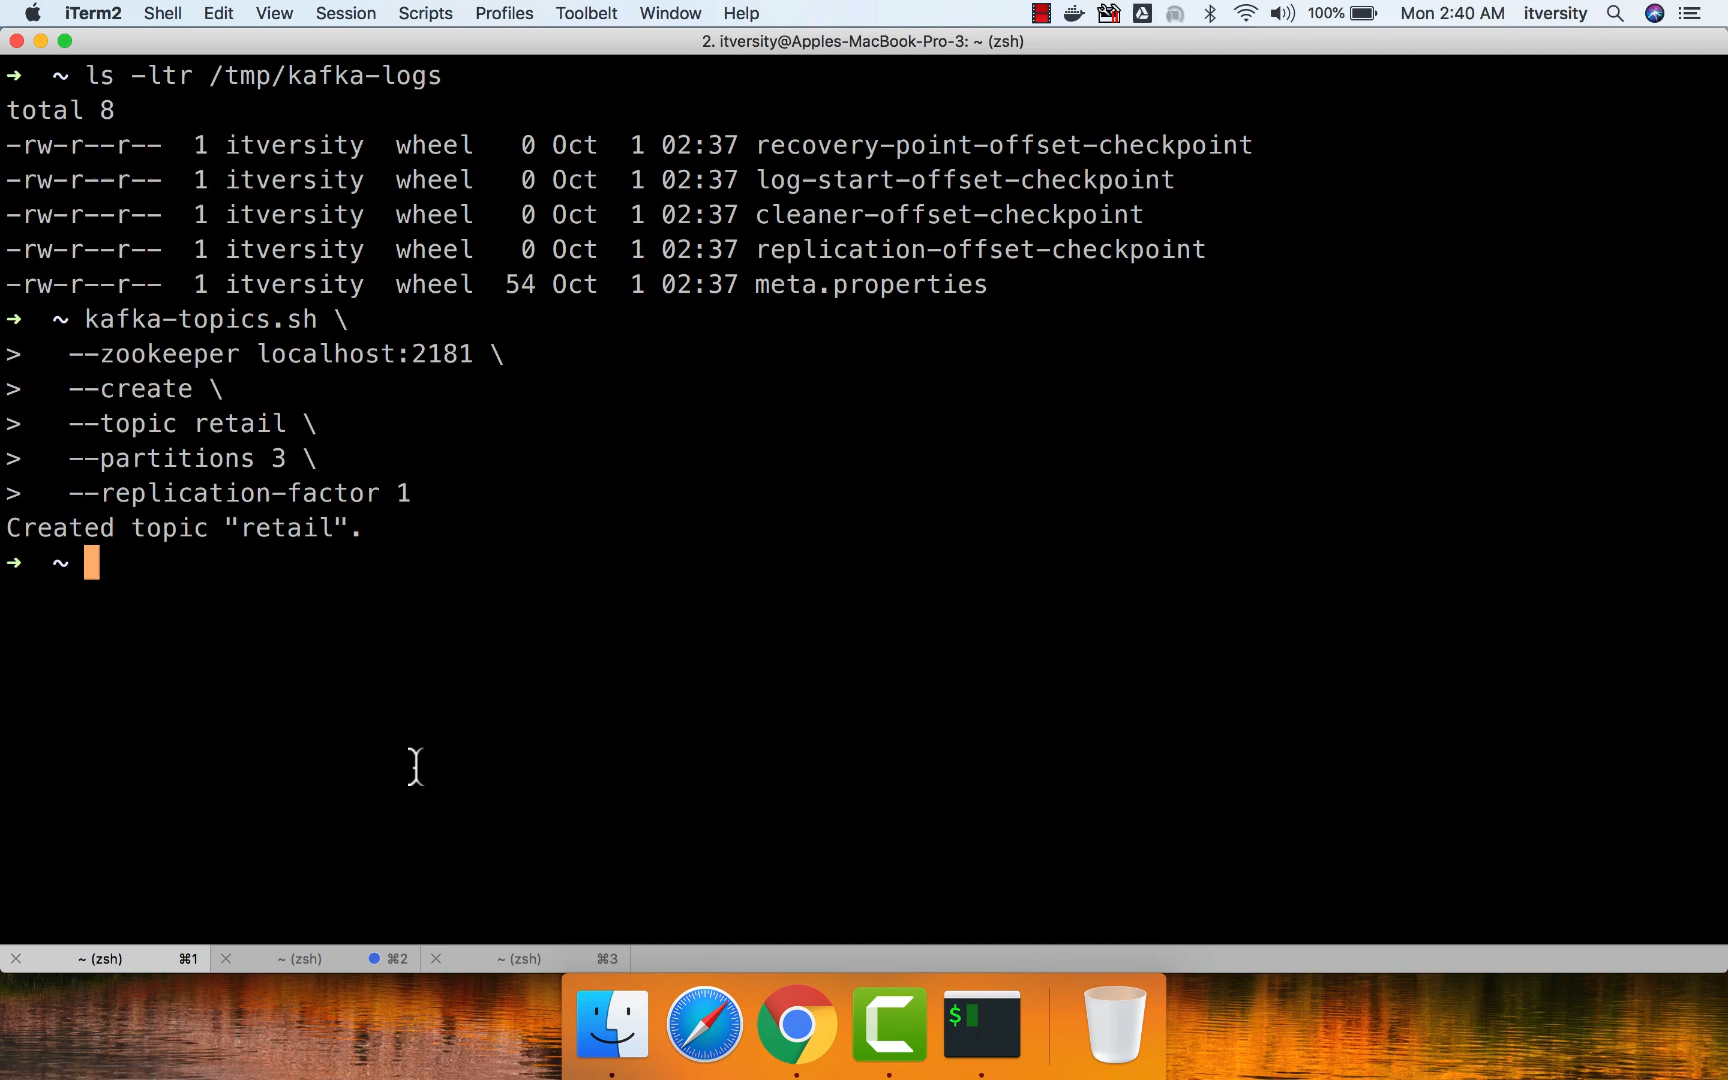 iTerm2 Shell Edit View Session Scripts Profiles Toolbelt Window Help 100% Mon 2:40 AM itversity
2. itversity@Apples-MacBook-Pro-3: ~ (zsh)
➜ ~ ls -ltr /tmp/kafka-logs
total 8
-rw-r--r-- 1 itversity wheel 0 Oct 1 02:37 recovery-point-offset-checkpoint
-rw-r--r-- 1 itversity wheel 0 Oct 1 02:37 log-start-offset-checkpoint
-rw-r--r-- 1 itversity wheel 0 Oct 1 02:37 cleaner-offset-checkpoint
-rw-r--r-- 1 itversity wheel 0 Oct 1 02:37 replication-offset-checkpoint
-rw-r--r-- 1 itversity wheel 54 Oct 1 02:37 meta.properties
➜ ~ kafka-topics.sh \
> --zookeeper localhost:2181 \
> --create \
> --topic retail \
> --partitions 3 \
> --replication-factor 1
Created topic "retail".
➜ ~
~ (zsh) ⌘1 ~ (zsh) ⌘2 ~ (zsh) ⌘3
$